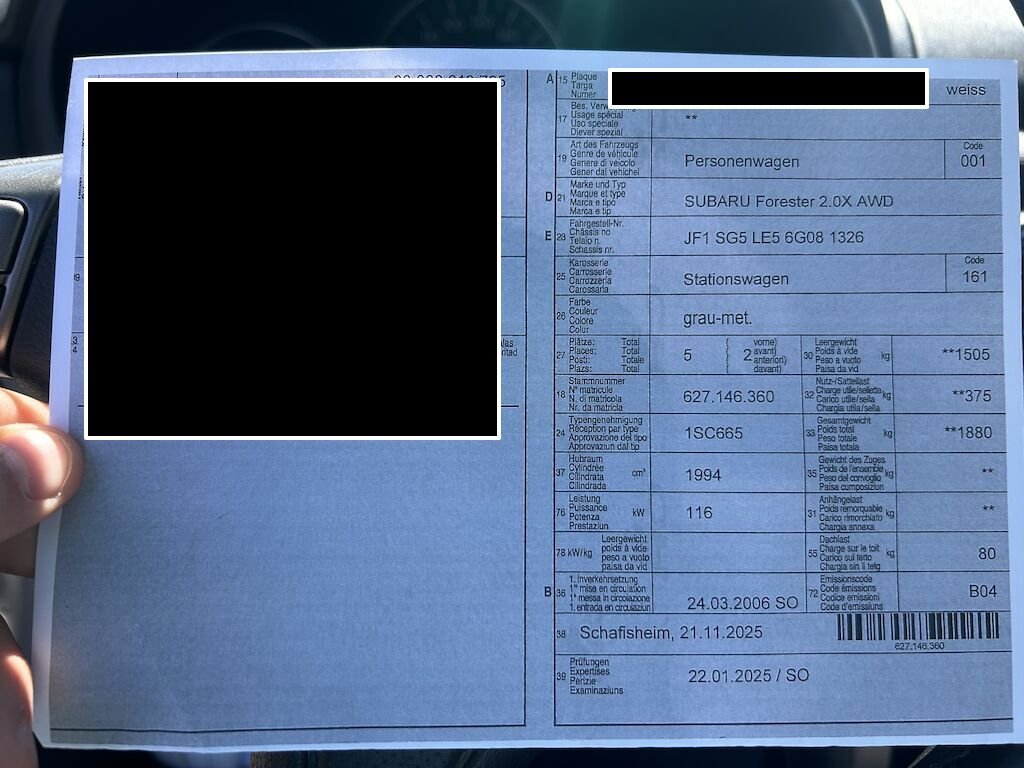 A 15 Plaque
Targa
Numer
weiss
17 Bes.
Usage spécial
Uso speciale
Diever spezial
**
19 Art des Fahrzeugs
Genre de véhicule
Genere di veicolo
Gener dal vehichel
Personenwagen
Code
001
D 21 Marke und Typ
Marque et type
Marca e tipo
Marca e tip
SUBARU Forester 2.0X AWD
E 23 Fahrgestell-Nr.
Châssis no
Telaio n.
Schassis nr.
JF1 SG5 LE5 6G08 1326
25 Karosserie
Carrosserie
Carrozzeria
Carossaria
Stationswagen
Code
161
26 Farbe
Couleur
Colore
Colur
grau-met.
27 Plätze: Total
Places: Total
Posti: Totale
Plazs: Total
5 2 vorne)
avant)
anteriori)
davant)
30 Leergewicht
Poids à vide
Peso a vuoto
Paisa da vid
kg
**1505
18 Stammnummer
N° matricule
N. di matricola
Nr. da matricla
627.146.360
32 Nutz-/Sattellast
Charge utile/sellette
Carico utile/sella
Chargia utila/sella
kg
**375
24 Typengenehmigung
Réception par type
Approvazione del tipo
Approvaziun dal tip
1SC665
33 Gesamtgewicht
Poids total
Peso totale
Paisa totala
kg
**1880
37 Hubraum
Cylindrée
Cilindrata
Cilindrada
cm³
1994
35 Gewicht des Zuges
Poids de l'ensemble
Peso del convoglio
Paisa cumposiziun
kg
**
76 Leistung
Puissance
Potenza
Prestaziun
kW
116
31 Anhängelast
Poids remorquable
Carico rimorchiato
Chargia annexa
kg
**
78 kW/kg
Leergewicht
poids à vide
peso a vuoto
paisa da vid
55 Dachlast
Charge sur le toit
Carico sul tetto
Chargia sin il tetg
kg
80
B 36 1. Inverkehrsetzung
1re mise en circulation
1a messa in circolazione
1. entrada en circulaziun
24.03.2006 SO
72 Emissionscode
Code émissions
Codice emissioni
Code d'emissiuns
B04
38 Schafisheim, 21.11.2025
627.146.360
39 Prüfungen
Expertises
Perizie
Examinaziuns
22.01.2025 / SO